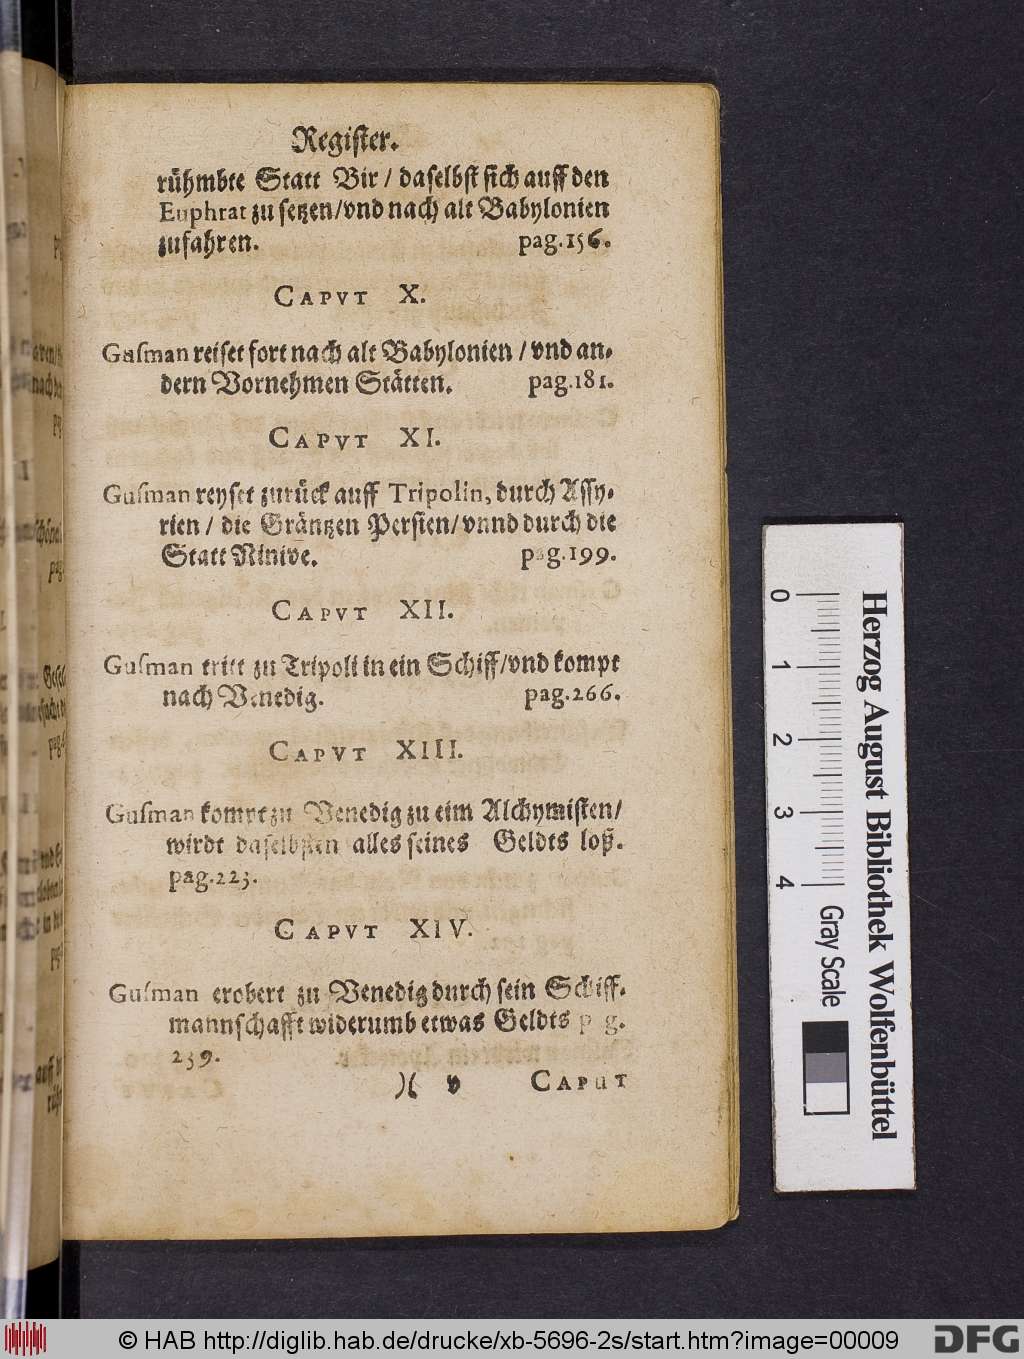 Register.
rühmbte Statt Bir / daselbst sich auff den
Euphrat zu setzen/vnd nach alt Babylonien
zufahren. pag.156.
CAPVT X.
Gusman reiset fort nach alt Babylonien / vnd an-
dern Vornehmen Stätten. pag.181.
CAPVT XI.
Gusman reyset zurück auff Tripolin, durch Assy-
rien / die Gräntzen Persien/ vnnd durch die
Statt Ninive. pag.199.
CAPVT XII.
Gusman tritt zu Tripoli in ein Schiff/vnd kompt
nach Venedig. pag.266.
CAPVT XIII.
Gusman kompt zu Venedig zu eim Alchymisten/
wirdt daselbsten alles seines Geldts loß.
pag.223.
CAPVT XIV.
Gusman erobert zu Venedig durch sein Schiff-
mannschafft widerumb etwas Geldts pag.
239.
)( v CAPUT
Herzog August Bibliothek Wolfenbüttel
0 1 2 3 4 Gray Scale
© HAB http://diglib.hab.de/drucke/xb-5696-2s/start.htm?image=00009 DFG